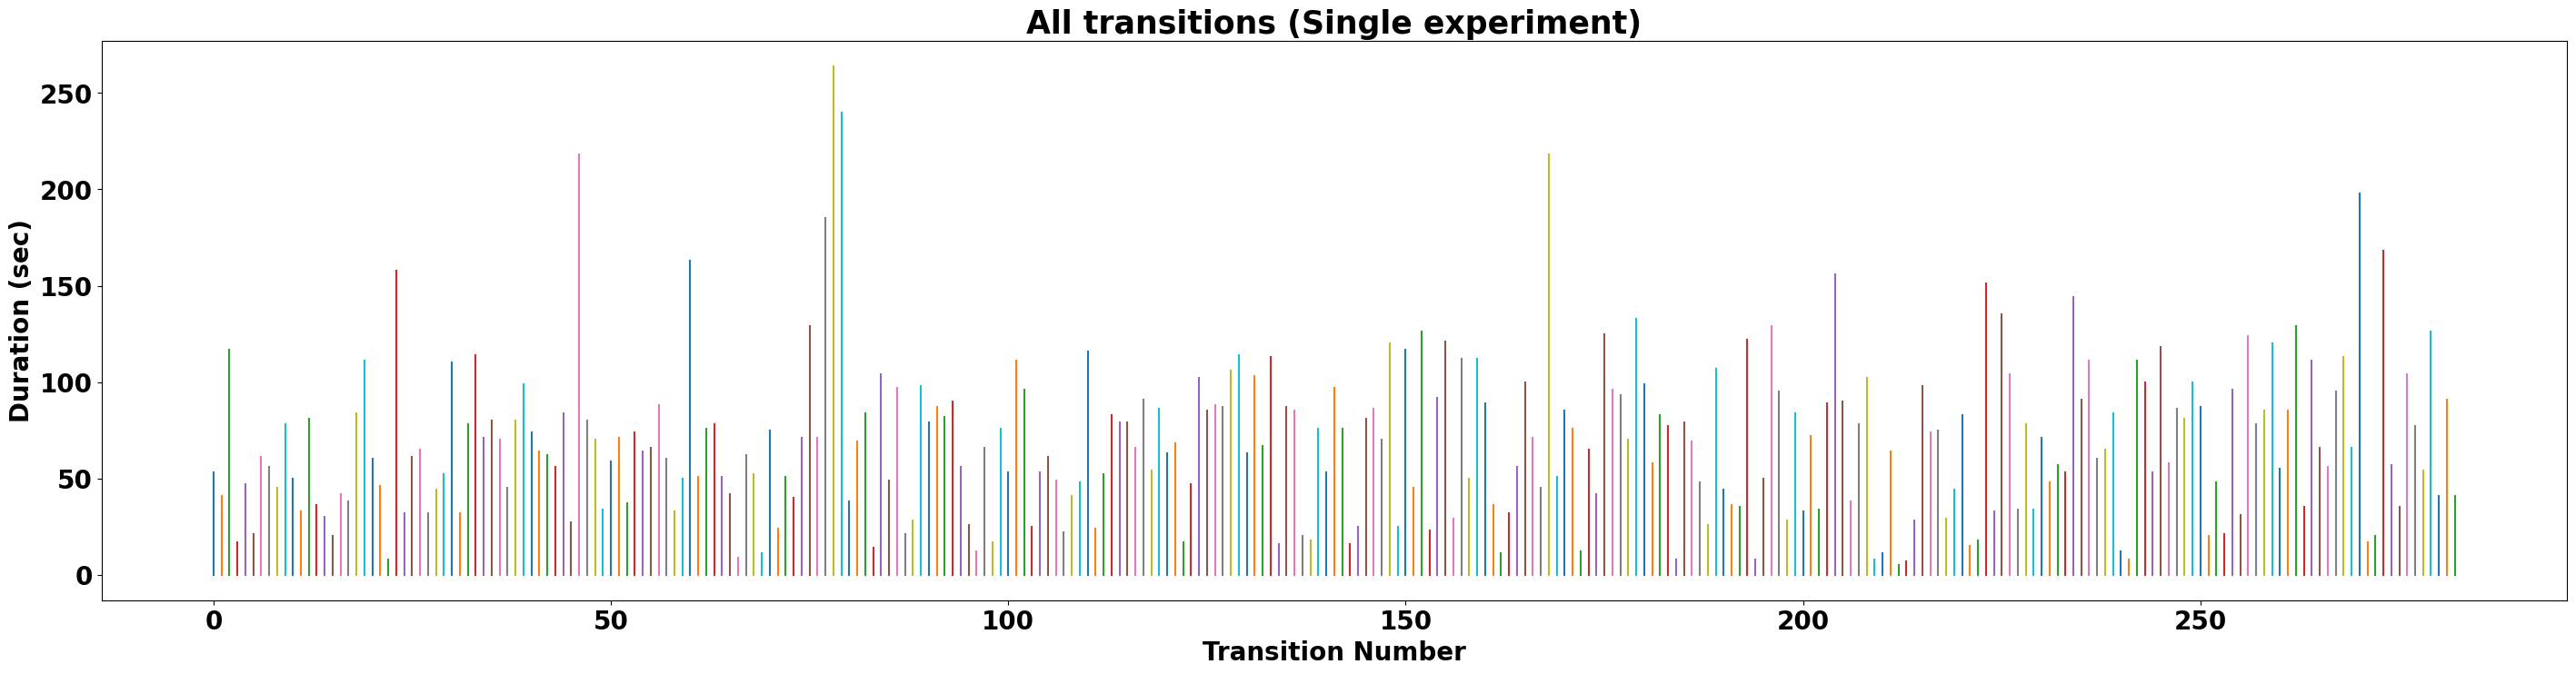 All transitions (Single experiment)
Duration (sec)
250
200
150
100
50
0
0 50 100 150 200 250
Transition Number